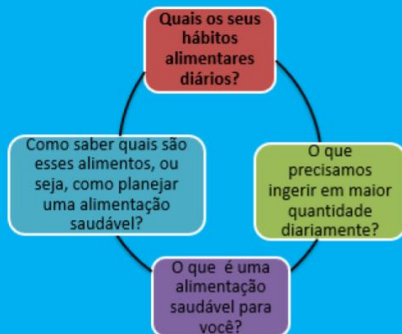 Quais os seus
hábitos
alimentares
diários?
O que
precisamos
ingerir em maior
quantidade
diariamente?
O que é uma
alimentação
saudável para
você?
Como saber quais são
esses alimentos, ou
seja, como planejar
uma alimentação
saudável?